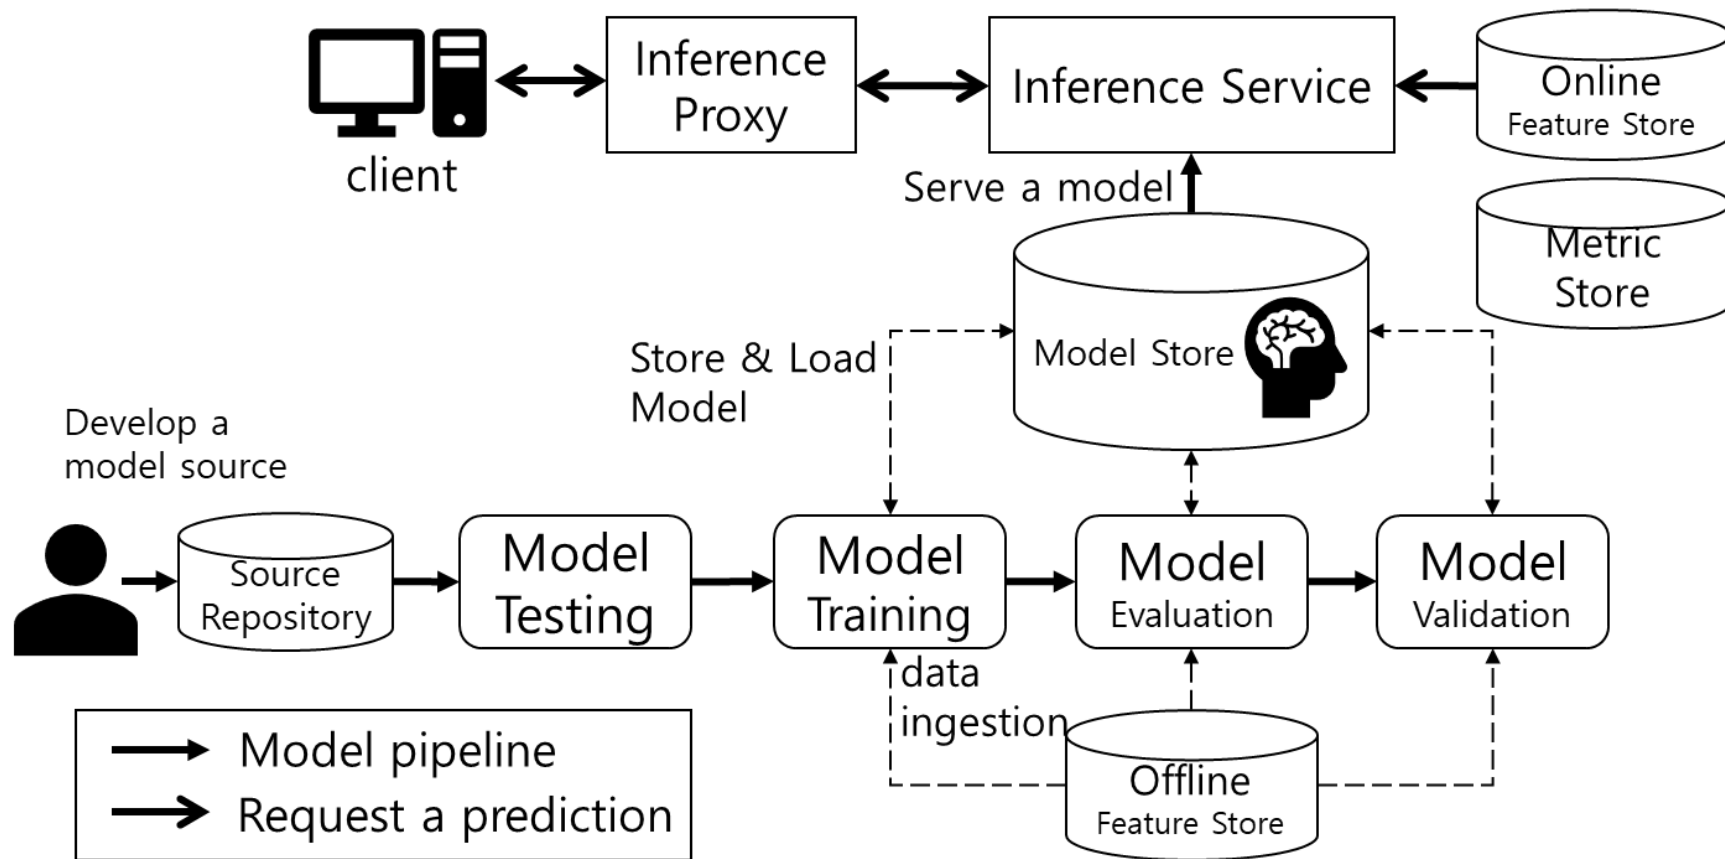 Inference
Proxy
Inference Service
Online
Feature Store
client
Serve a model
Metric
Store
Model Store
Store & Load
Model
Develop a
model source
Source
Repository
Model
Testing
Model
Training
Model
Evaluation
Model
Validation
data
ingestion
Offline
Feature Store
Model pipeline
Request a prediction